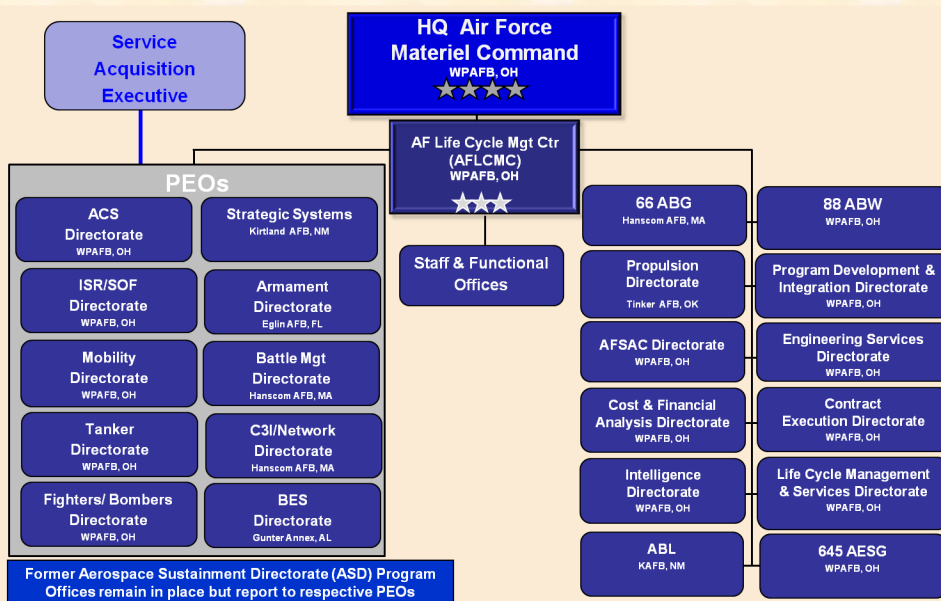 Service
Acquisition
Executive
HQ Air Force
Materiel Command
WPAFB, OH
AF Life Cycle Mgt Ctr
(AFLCMC)
WPAFB, OH
Staff & Functional
Offices
PEOs
ACS
Directorate
WPAFB, OH
Strategic Systems
Kirtland AFB, NM
ISR/SOF
Directorate
WPAFB, OH
Armament
Directorate
Eglin AFB, FL
Mobility
Directorate
WPAFB, OH
Battle Mgt
Directorate
Hanscom AFB, MA
Tanker
Directorate
WPAFB, OH
C3I/Network
Directorate
Hanscom AFB, MA
Fighters/ Bombers
Directorate
WPAFB, OH
BES
Directorate
Gunter Annex, AL
Former Aerospace Sustainment Directorate (ASD) Program
Offices remain in place but report to respective PEOs
66 ABG
Hanscom AFB, MA
88 ABW
WPAFB, OH
Propulsion
Directorate
Tinker AFB, OK
Program Development &
Integration Directorate
WPAFB, OH
AFSAC Directorate
WPAFB, OH
Engineering Services
Directorate
WPAFB, OH
Cost & Financial
Analysis Directorate
WPAFB, OH
Contract
Execution Directorate
WPAFB, OH
Intelligence
Directorate
WPAFB, OH
Life Cycle Management
& Services Directorate
WPAFB, OH
ABL
KAFB, NM
645 AESG
WPAFB, OH